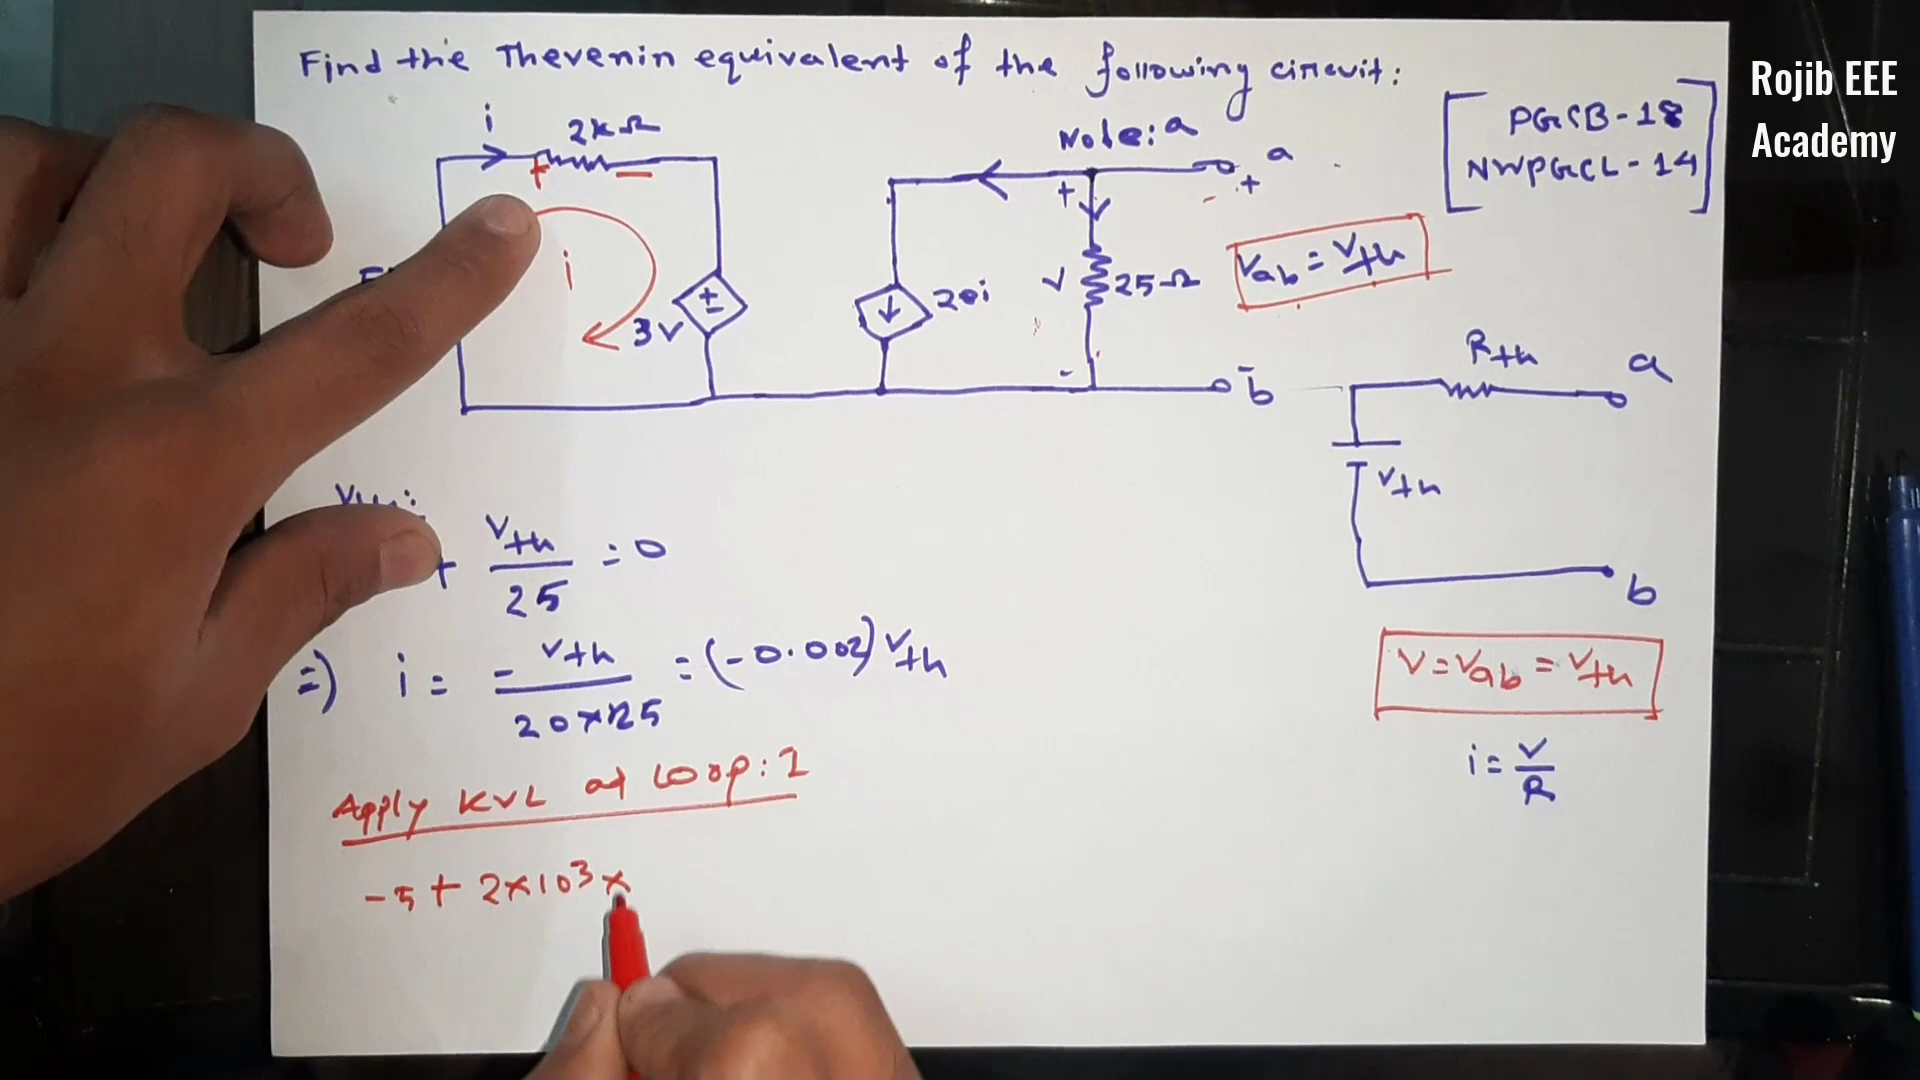 Find the Thevenin equivalent of the following circuit:
Rojib EEE
Academy
PGCB-18
NWPGCL-14
i
2kΩ
Node: a
a
+
-
+
+
i
3v
+
-
20i
v
25Ω
-
-
b
Vab = Vth
Rth
a
Vth
b
+ Vth/25 = 0
=) i = -Vth/(20×25) = (-0.002) Vth
V = Vab = Vth
i = V/R
Apply KVL at Loop: 1
-5 + 2×10³×